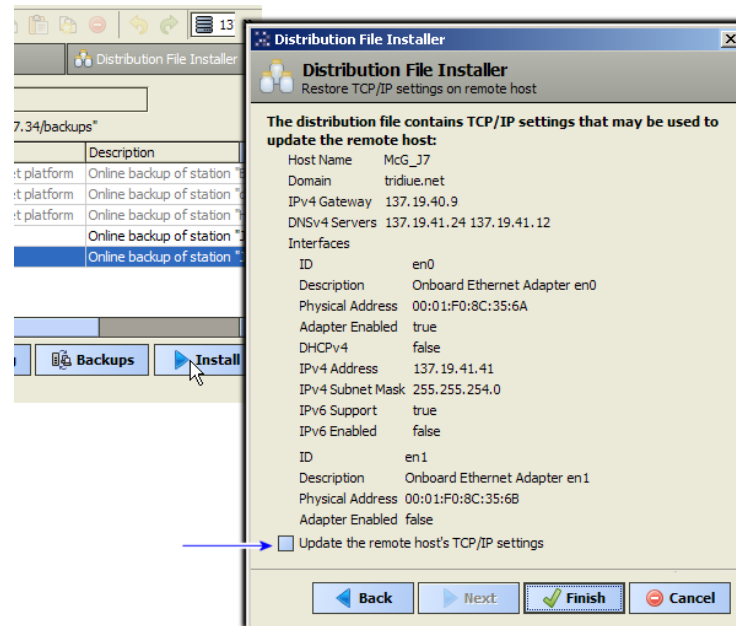 13
Distribution File Installer
7.34/backups"
Description
et platform Online backup of station "
et platform Online backup of station "
et platform Online backup of station "
Online backup of station "
Online backup of station "
Backups
Install
Distribution File Installer
Distribution File Installer
Restore TCP/IP settings on remote host
The distribution file contains TCP/IP settings that may be used to
update the remote host:
Host Name McG_J7
Domain tridiue.net
IPv4 Gateway 137.19.40.9
DNSv4 Servers 137.19.41.24 137.19.41.12
Interfaces
ID en0
Description Onboard Ethernet Adapter en0
Physical Address 00:01:F0:8C:35:6A
Adapter Enabled true
DHCPv4 false
IPv4 Address 137.19.41.41
IPv4 Subnet Mask 255.255.254.0
IPv6 Support true
IPv6 Enabled false
ID en1
Description Onboard Ethernet Adapter en1
Physical Address 00:01:F0:8C:35:6B
Adapter Enabled false
Update the remote host's TCP/IP settings
Back
Next
Finish
Cancel